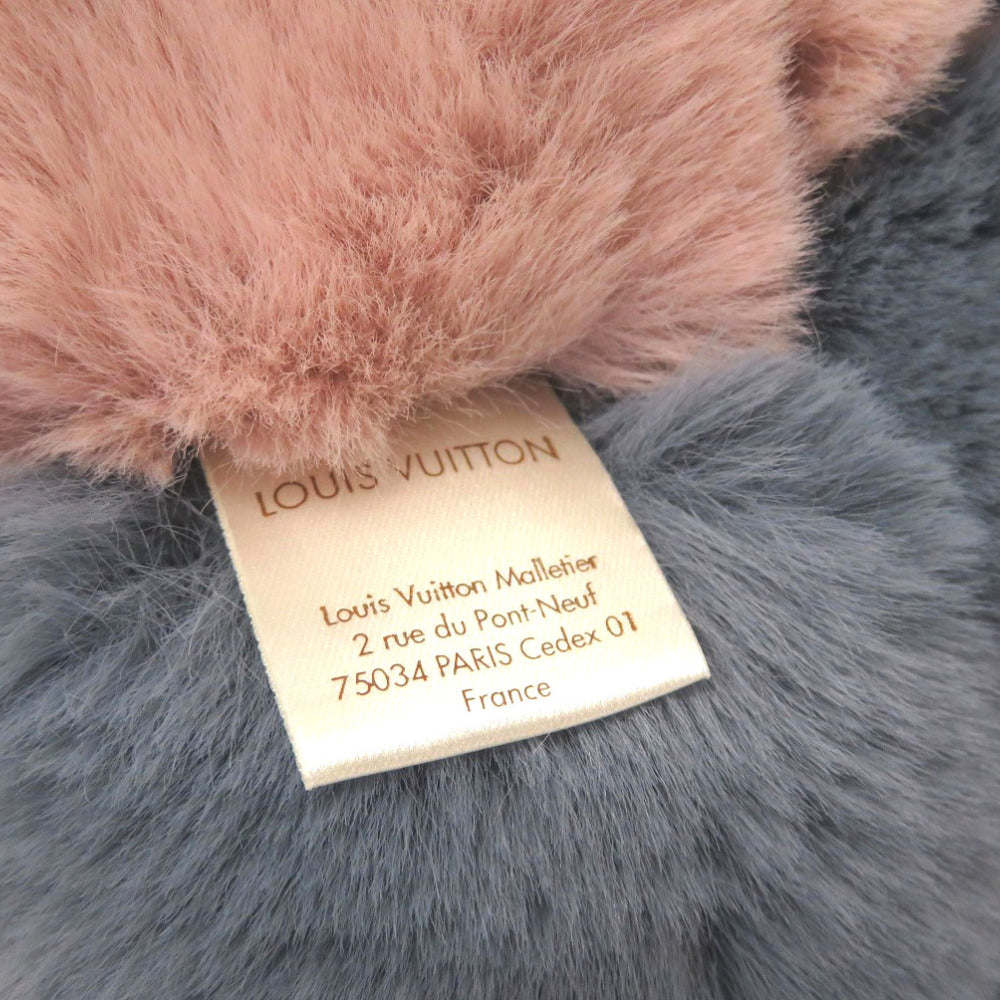 LOUIS VUITTON
Louis Vuitton Malletier
2 rue du Pont-Neuf
75034 PARIS Cedex 01
France